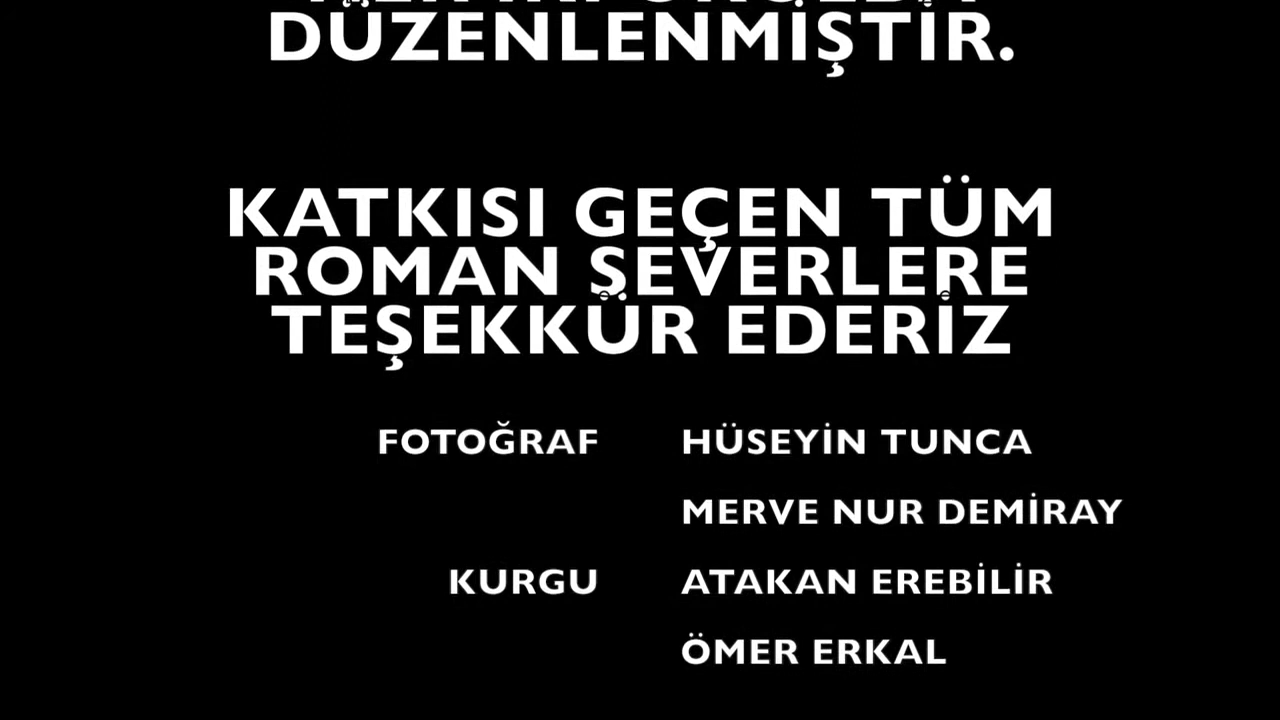 DÜZENLENMİŞTİR.
KATKISI GEÇEN TÜM
ROMAN SEVERLERE
TEŞEKKÜR EDERİZ
FOTOĞRAF HÜSEYİN TUNCA
MERVE NUR DEMİRAY
KURGU ATAKAN EREBİLİR
ÖMER ERKAL